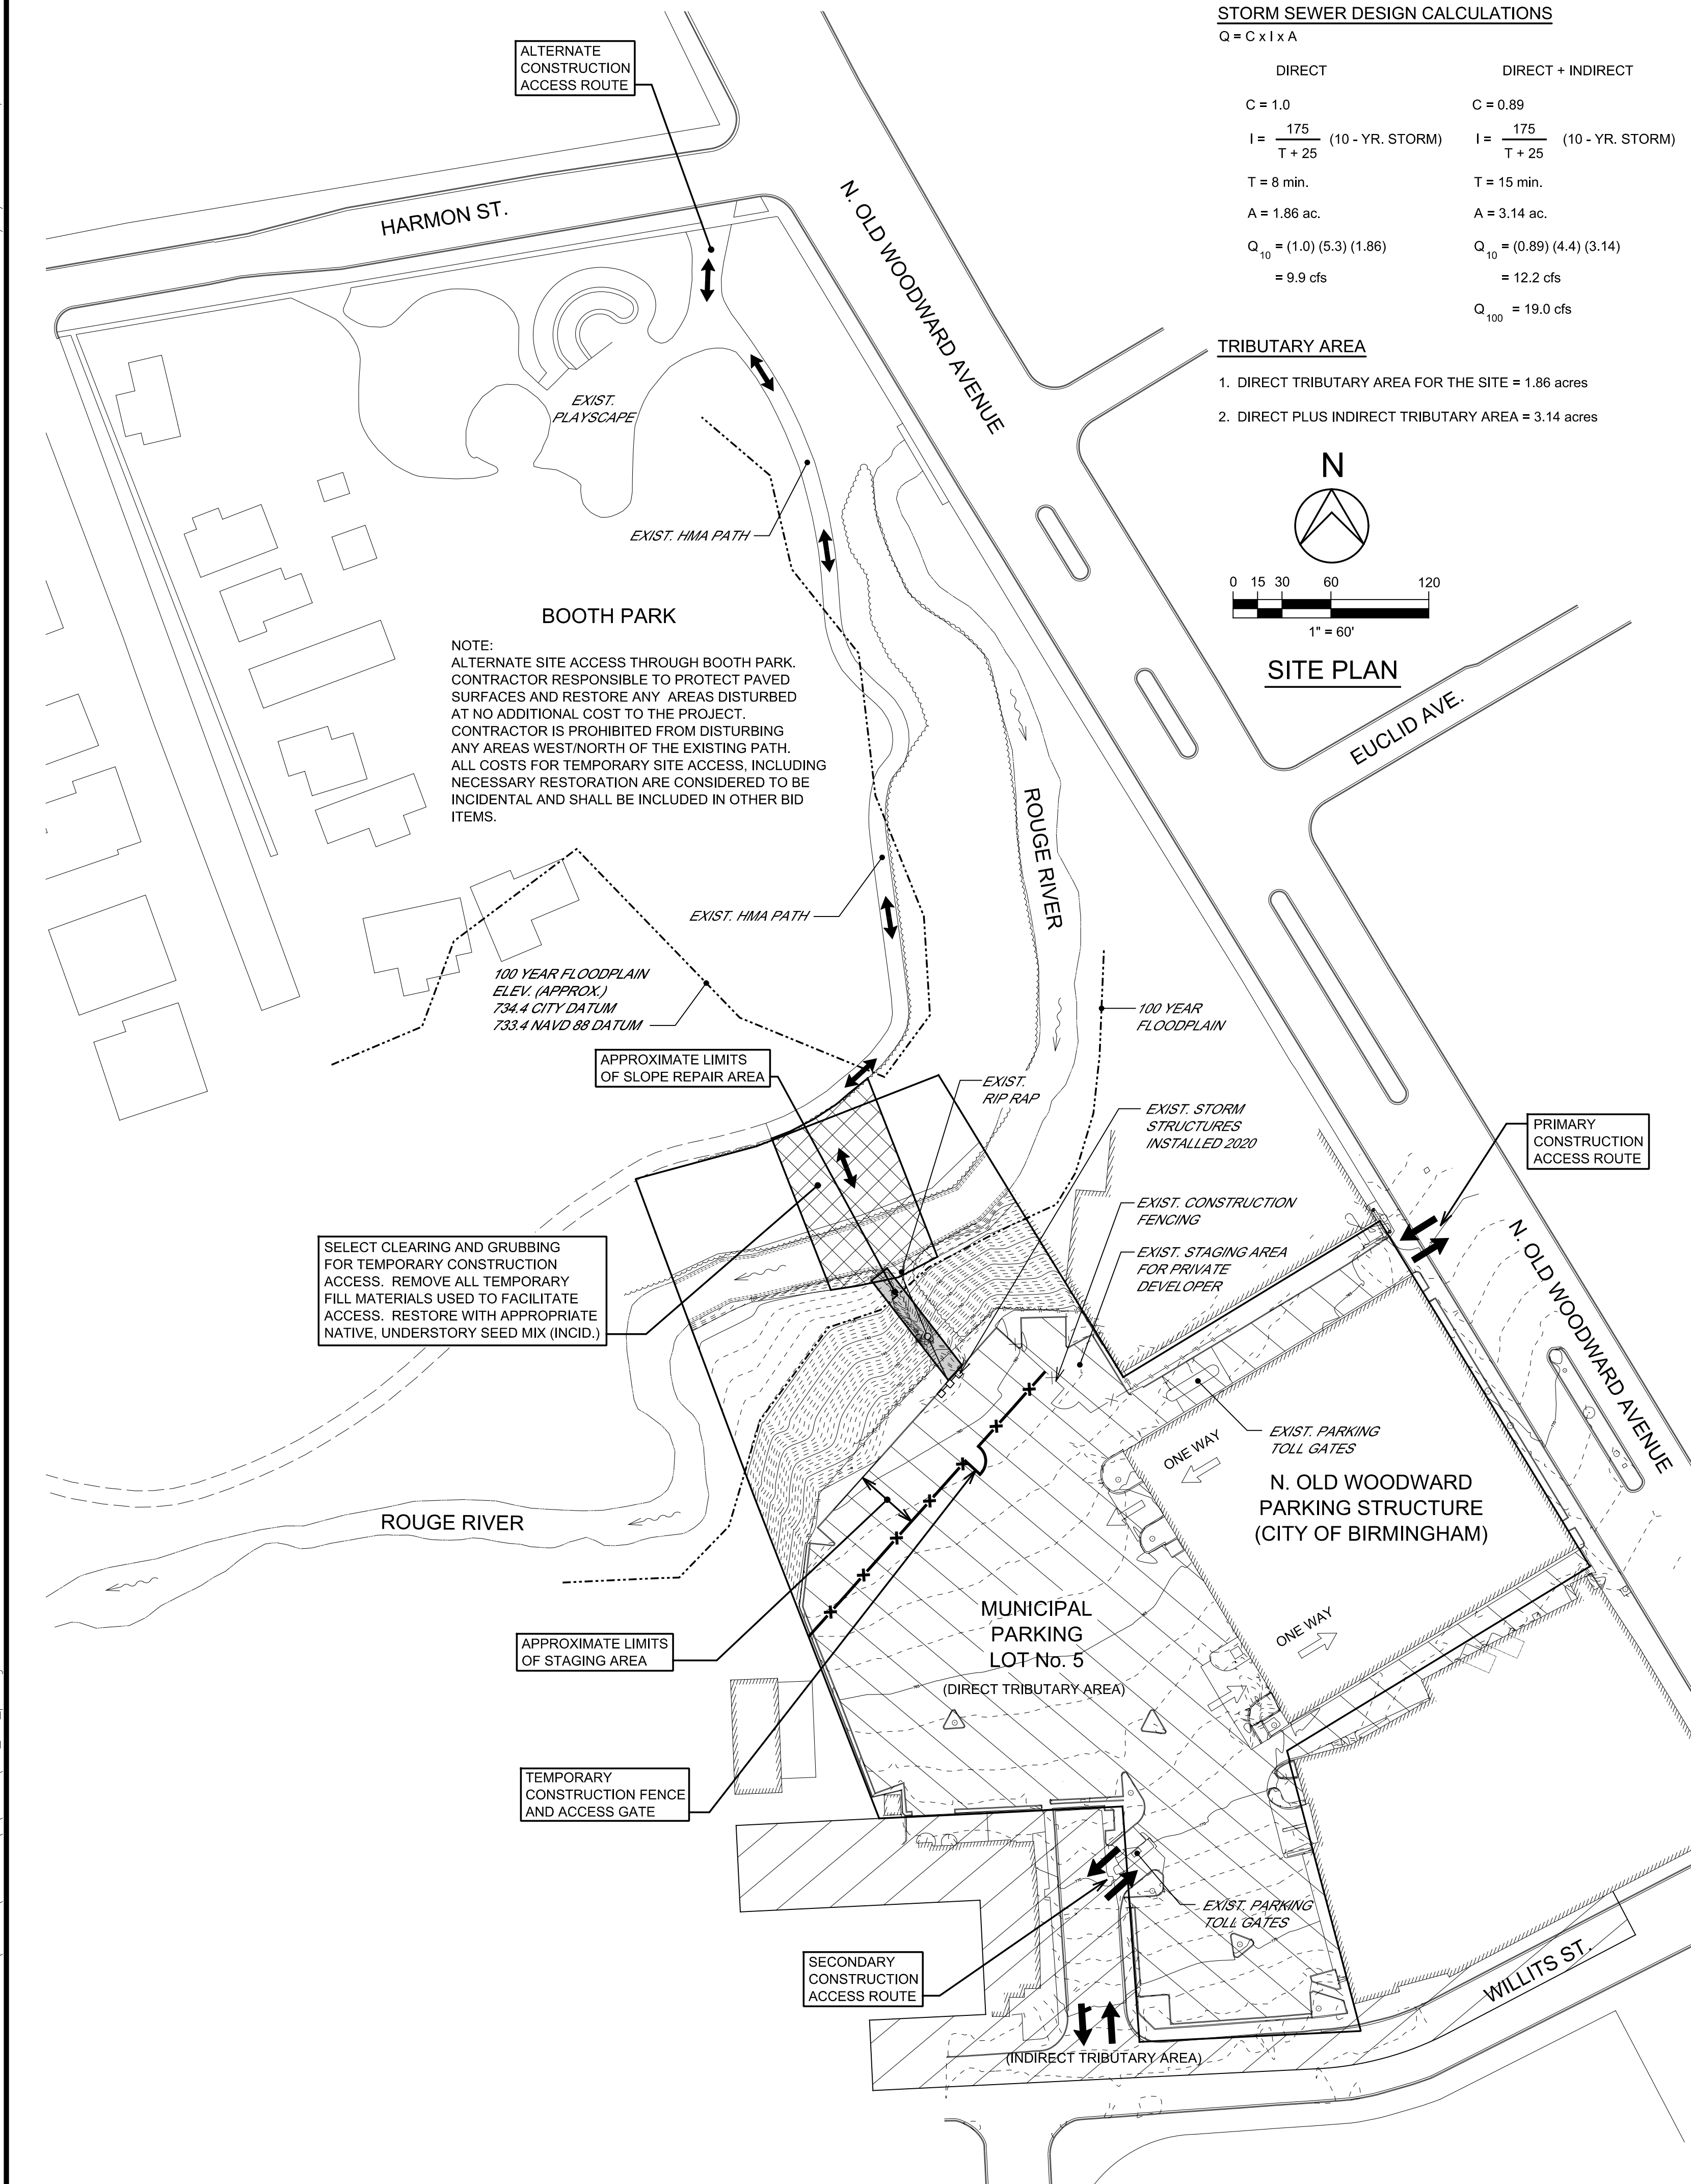 STORM SEWER DESIGN CALCULATIONS
Q = C x I x A
DIRECT
C = 1.0
I = 175 / T + 25 (10 - YR. STORM)
T = 8 min.
A = 1.86 ac.
Q10 = (1.0) (5.3) (1.86)
= 9.9 cfs
DIRECT + INDIRECT
C = 0.89
I = 175 / T + 25 (10 - YR. STORM)
T = 15 min.
A = 3.14 ac.
Q10 = (0.89) (4.4) (3.14)
= 12.2 cfs
Q100 = 19.0 cfs
TRIBUTARY AREA
1. DIRECT TRIBUTARY AREA FOR THE SITE = 1.86 acres
2. DIRECT PLUS INDIRECT TRIBUTARY AREA = 3.14 acres
N
0 15 30 60 120
1" = 60'
SITE PLAN
ALTERNATE
CONSTRUCTION
ACCESS ROUTE
HARMON ST.
N. OLD WOODWARD AVENUE
EXIST.
PLAYSCAPE
EXIST. HMA PATH
BOOTH PARK
NOTE:
ALTERNATE SITE ACCESS THROUGH BOOTH PARK.
CONTRACTOR RESPONSIBLE TO PROTECT PAVED
SURFACES AND RESTORE ANY AREAS DISTURBED
AT NO ADDITIONAL COST TO THE PROJECT.
CONTRACTOR IS PROHIBITED FROM DISTURBING
ANY AREAS WEST/NORTH OF THE EXISTING PATH.
ALL COSTS FOR TEMPORARY SITE ACCESS, INCLUDING
NECESSARY RESTORATION ARE CONSIDERED TO BE
INCIDENTAL AND SHALL BE INCLUDED IN OTHER BID
ITEMS.
EUCLID AVE.
ROUGE RIVER
EXIST. HMA PATH
100 YEAR FLOODPLAIN
ELEV. (APPROX.)
734.4 CITY DATUM
733.4 NAVD 88 DATUM
100 YEAR
FLOODPLAIN
APPROXIMATE LIMITS
OF SLOPE REPAIR AREA
EXIST.
RIP RAP
EXIST. STORM
STRUCTURES
INSTALLED 2020
PRIMARY
CONSTRUCTION
ACCESS ROUTE
EXIST. CONSTRUCTION
FENCING
EXIST. STAGING AREA
FOR PRIVATE
DEVELOPER
SELECT CLEARING AND GRUBBING
FOR TEMPORARY CONSTRUCTION
ACCESS. REMOVE ALL TEMPORARY
FILL MATERIALS USED TO FACILITATE
ACCESS. RESTORE WITH APPROPRIATE
NATIVE, UNDERSTORY SEED MIX (INCID.)
N. OLD WOODWARD AVENUE
EXIST. PARKING
TOLL GATES
ONE WAY
N. OLD WOODWARD
PARKING STRUCTURE
(CITY OF BIRMINGHAM)
ROUGE RIVER
MUNICIPAL
PARKING
LOT No. 5
(DIRECT TRIBUTARY AREA)
ONE WAY
APPROXIMATE LIMITS
OF STAGING AREA
TEMPORARY
CONSTRUCTION FENCE
AND ACCESS GATE
EXIST. PARKING
TOLL GATES
SECONDARY
CONSTRUCTION
ACCESS ROUTE
WILLITS ST.
(INDIRECT TRIBUTARY AREA)